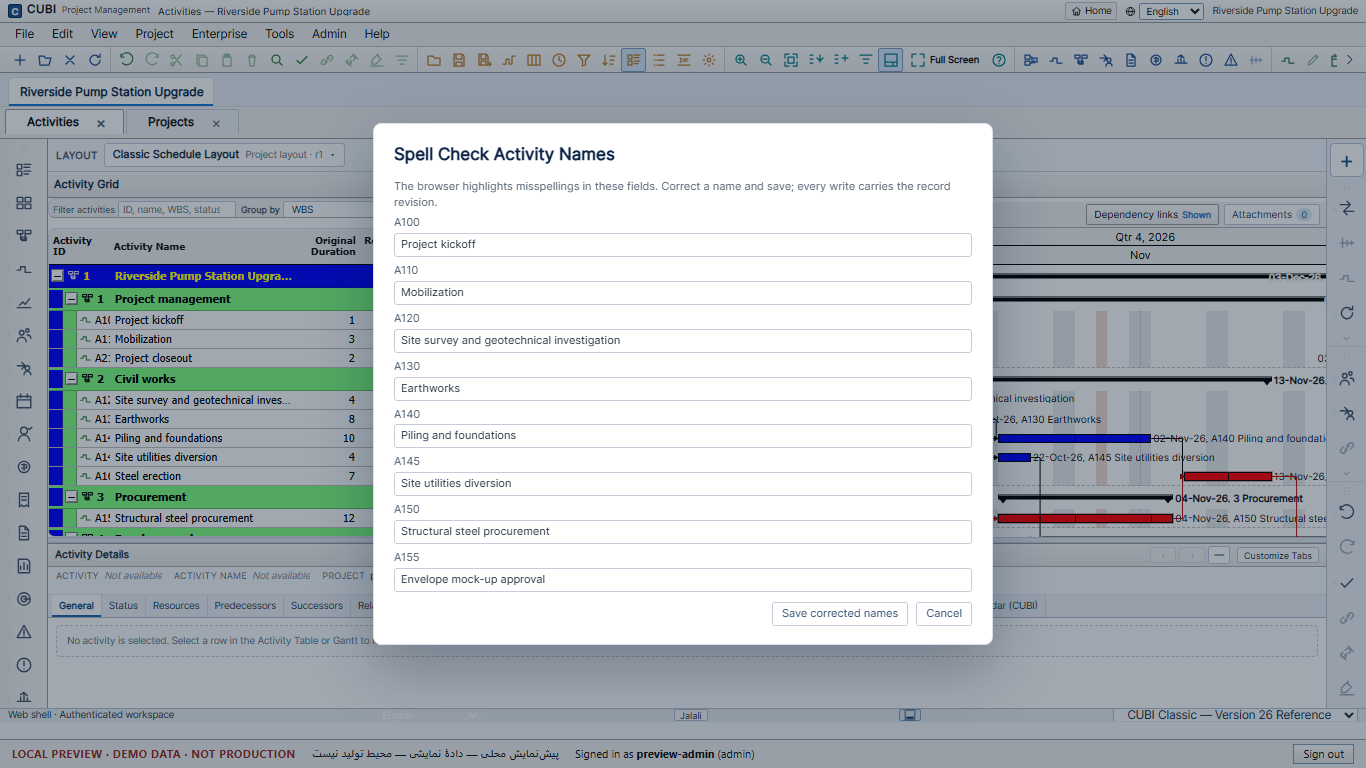 CUBI Project Management Activities — Riverside Pump Station Upgrade Home English Riverside Pump Station Upgrade
File Edit View Project Enterprise Tools Admin Help
Full Screen
Riverside Pump Station Upgrade
Activities Projects
LAYOUT Classic Schedule Layout Project layout · r1
Activity Grid
Filter activities ID, name, WBS, status Group by WBS
Dependency links Shown Attachments 0
Activity ID Activity Name Original Duration
Qtr 4, 2026
Nov
1 Riverside Pump Station Upgra... 03-Dec-26
1 Project management
Project kickoff 1
Mobilization 3
Project closeout 2
2 Civil works 13-Nov-26,
Site survey and geotechnical inves... 4 nical investigation
Earthworks 8 A130 Earthworks
Piling and foundations 10 02-Nov-26, A140 Piling and foundati
Site utilities diversion 4 22-Oct-26, A145 Site utilities diversion
Steel erection 7 13-Nov-26
3 Procurement 04-Nov-26, 3 Procurement
Structural steel procurement 12 04-Nov-26, A150 Structural stee
Spell Check Activity Names
The browser highlights misspellings in these fields. Correct a name and save; every write carries the record
revision.
A100
Project kickoff
A110
Mobilization
A120
Site survey and geotechnical investigation
A130
Earthworks
A140
Piling and foundations
A145
Site utilities diversion
A150
Structural steel procurement
A155
Envelope mock-up approval
Save corrected names Cancel
Activity Details Customize Tabs
ACTIVITY Not available ACTIVITY NAME Not available PROJECT
General Status Resources Predecessors Successors dar (CUBI)
No activity is selected. Select a row in the Activity Table or Gantt to
Web shell · Authenticated workspace English Jalali CUBI Classic — Version 26 Reference
LOCAL PREVIEW · DEMO DATA · NOT PRODUCTION پیش‌نمایش محلی — دادهٔ نمایشی — محیط تولید نیست Signed in as preview-admin (admin) Sign out